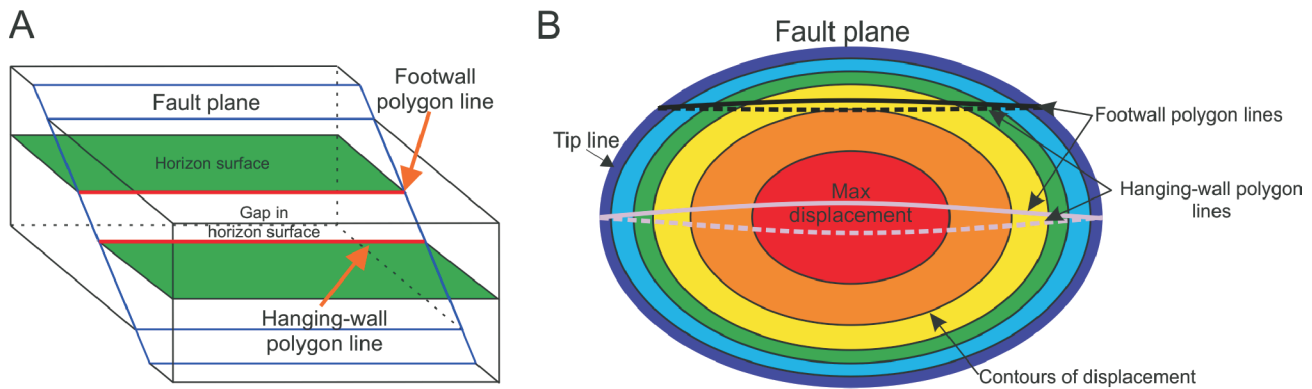 A
Fault plane
Footwall
polygon line
Horizon surface
Gap in
horizon surface
Hanging-wall
polygon line
B
Fault plane
Tip line
Max
displacement
Footwall polygon lines
Hanging-wall polygon
lines
Contours of displacement